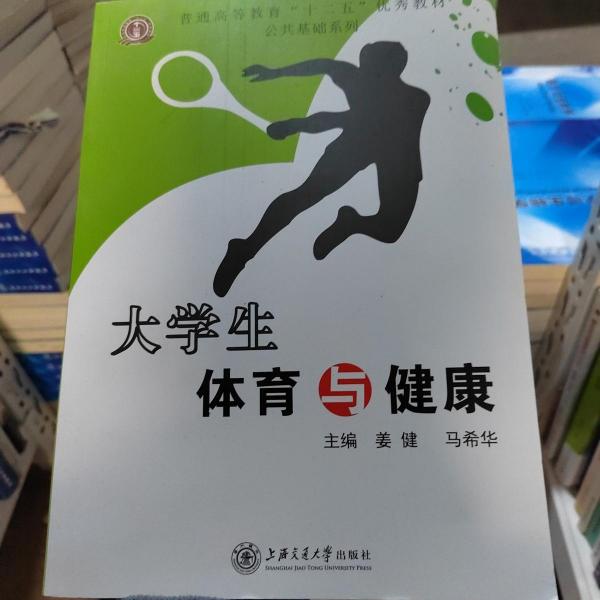 普通高等教育“十二五”优秀教材
公共基础系列
大学生
体育与健康
主编 姜健 马希华
上海交通大学出版社
SHANGHAI JIAO TONG UNIVERSITY PRESS